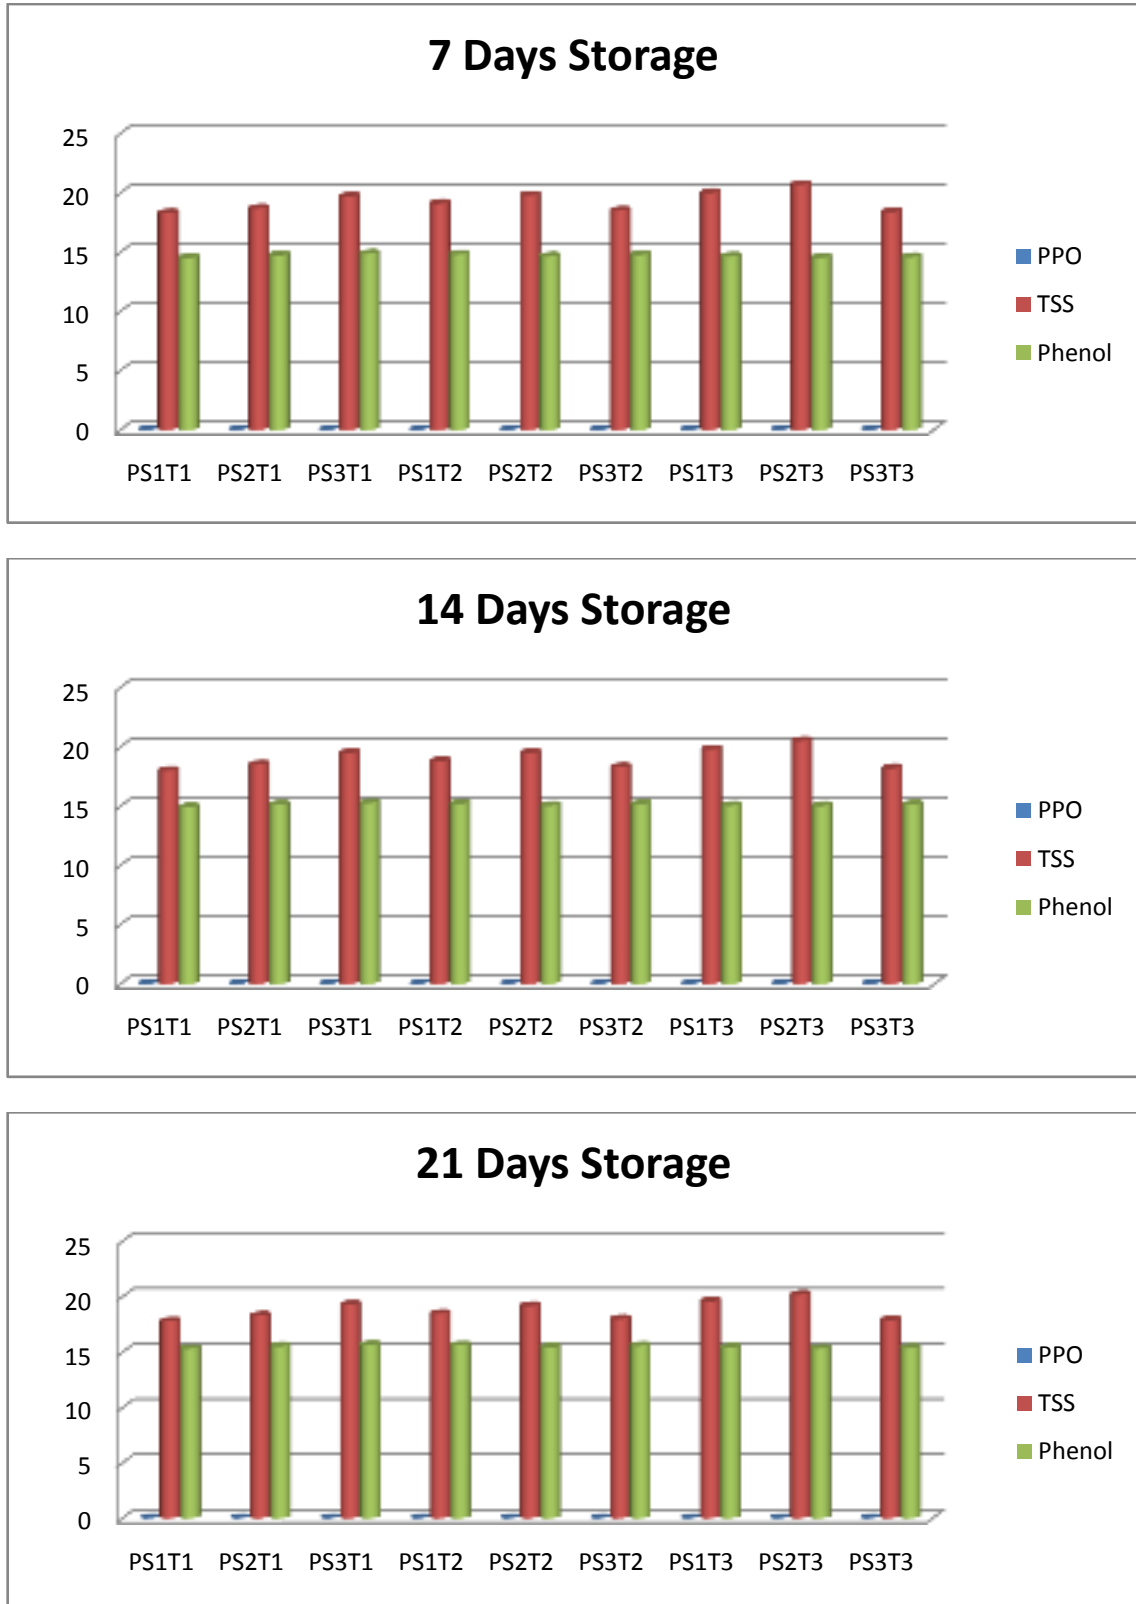 7 Days Storage
25
20
15
10
5
0
PS1T1 PS2T1 PS3T1 PS1T2 PS2T2 PS3T2 PS1T3 PS2T3 PS3T3
PPO
TSS
Phenol
14 Days Storage
25
20
15
10
5
0
PS1T1 PS2T1 PS3T1 PS1T2 PS2T2 PS3T2 PS1T3 PS2T3 PS3T3
PPO
TSS
Phenol
21 Days Storage
25
20
15
10
5
0
PS1T1 PS2T1 PS3T1 PS1T2 PS2T2 PS3T2 PS1T3 PS2T3 PS3T3
PPO
TSS
Phenol